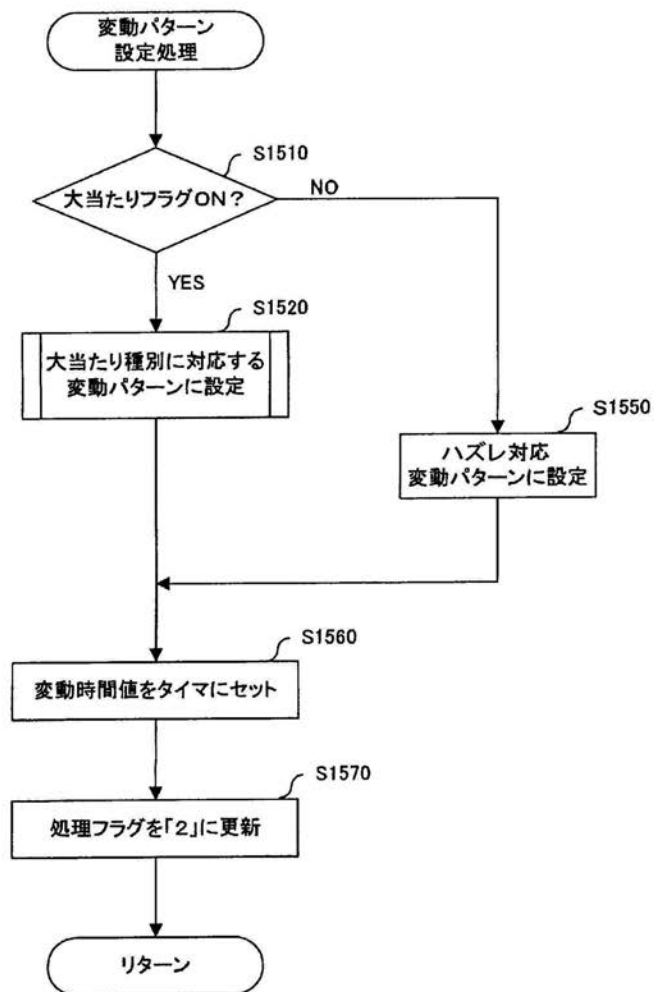 変動パターン
設定処理
S1510
大当たりフラグON?
NO
YES
S1520
大当たり種別に対応する
変動パターンに設定
S1550
ハズレ対応
変動パターンに設定
S1560
変動時間値をタイマにセット
S1570
処理フラグを「2」に更新
リターン